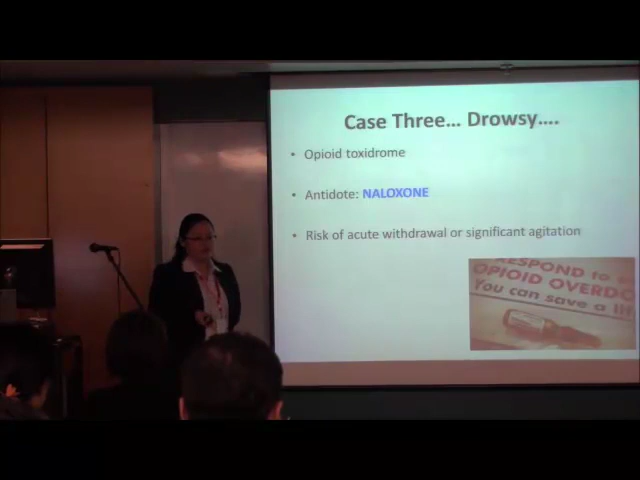 Case Three... Drowsy....
• Opioid toxidrome
• Antidote: NALOXONE
• Risk of acute withdrawal or significant agitation
RESPOND to
OPIOID OVERDO
You can save a life